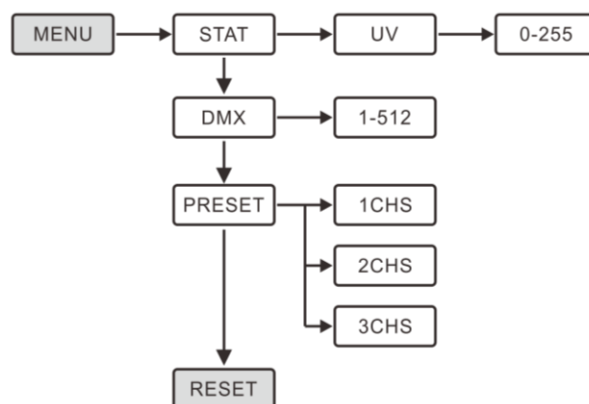 MENU
STAT
UV
0-255
DMX
1-512
PRESET
1CHS
2CHS
3CHS
RESET